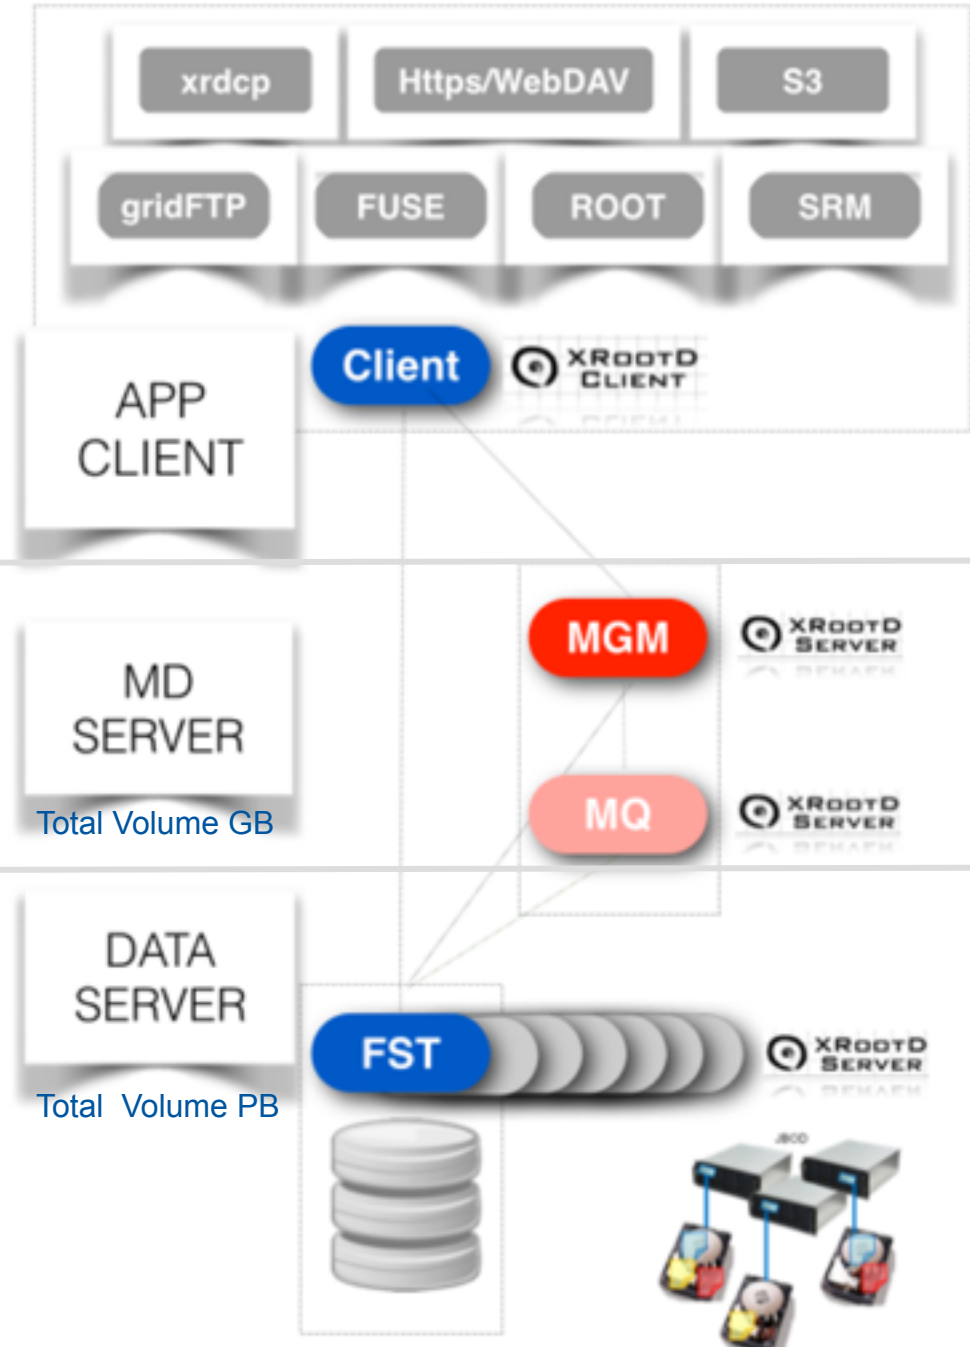 xrdcp Https/WebDAV S3
gridFTP FUSE ROOT SRM
Client
XROOTD
CLIENT
APP
CLIENT
MGM
XROOTD
SERVER
MD
SERVER
Total Volume GB
MQ
XROOTD
SERVER
DATA
SERVER
Total Volume PB
FST
XROOTD
SERVER
JBOD